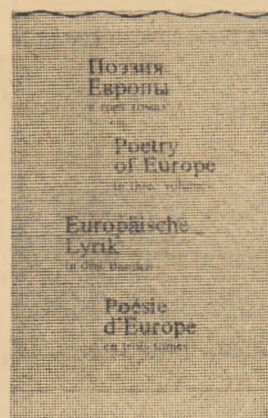 Поэзия
Европы
в трех томах
Poetry
of Europe
in three volumes
Europäische
Lyrik
in drei Bänden
Poésie
d'Europe
en trois tomes